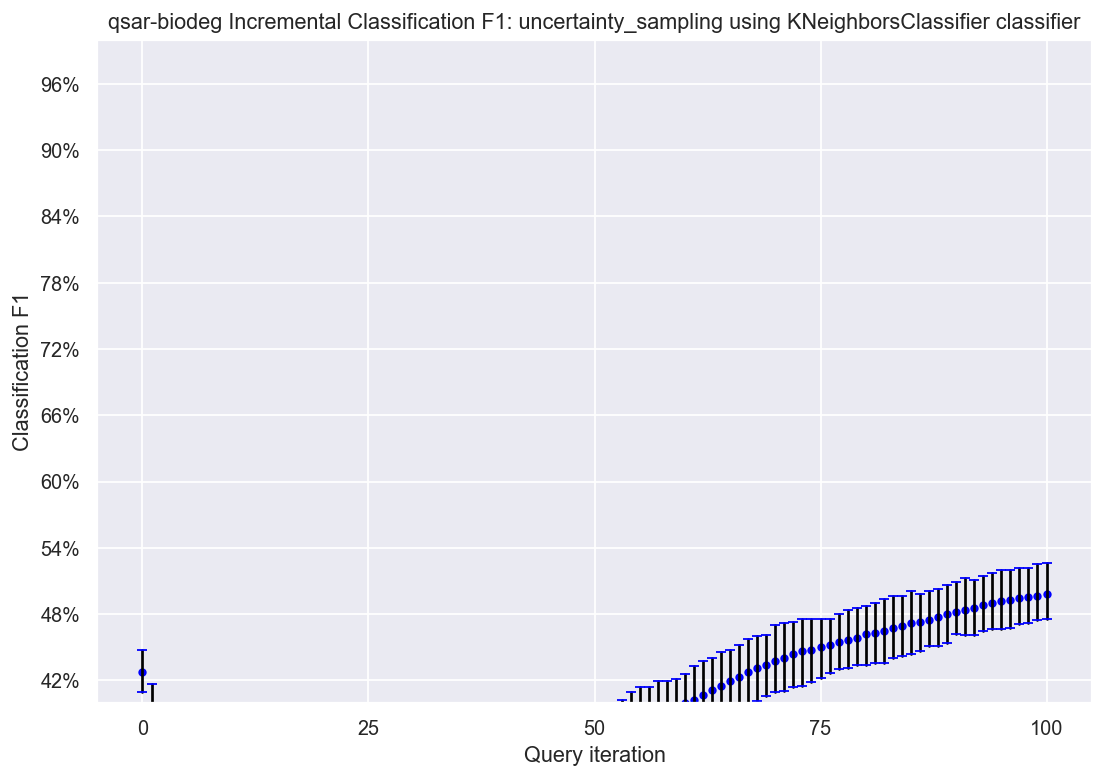 qsar-biodeg Incremental Classification F1: uncertainty_sampling using KNeighborsClassifier classifier
96%
90%
84%
78%
72%
66%
60%
54%
48%
42%
Classification F1
0 25 50 75 100
Query iteration